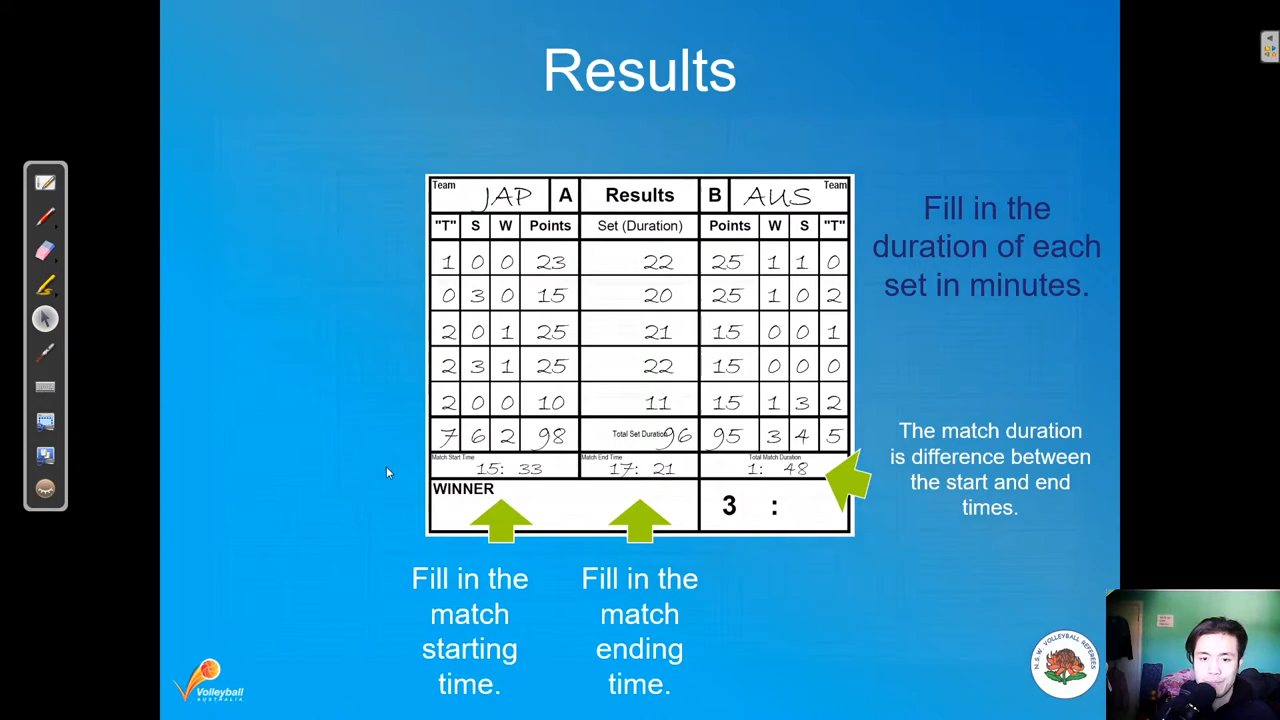 Results
Team JAP A Results B AUS Team
"T" S W Points Set (Duration) Points W S "T"
1 0 0 23 22 25 1 1 0
0 3 0 15 20 25 1 0 2
2 0 1 25 21 15 0 0 1
2 3 1 25 22 15 0 0 0
2 0 0 10 11 15 1 3 2
7 6 2 98 Total Set Duration 96 95 3 4 5
Match Start Time Match End Time Total Match Duration
15: 33 17: 21 1: 48
WINNER 3 :
Fill in the
duration of each
set in minutes.
The match duration
is difference between
the start and end
times.
Fill in the
match
starting
time.
Fill in the
match
ending
time.
Volleyball
AUSTRALIA
N.S.W. VOLLEYBALL REFEREES